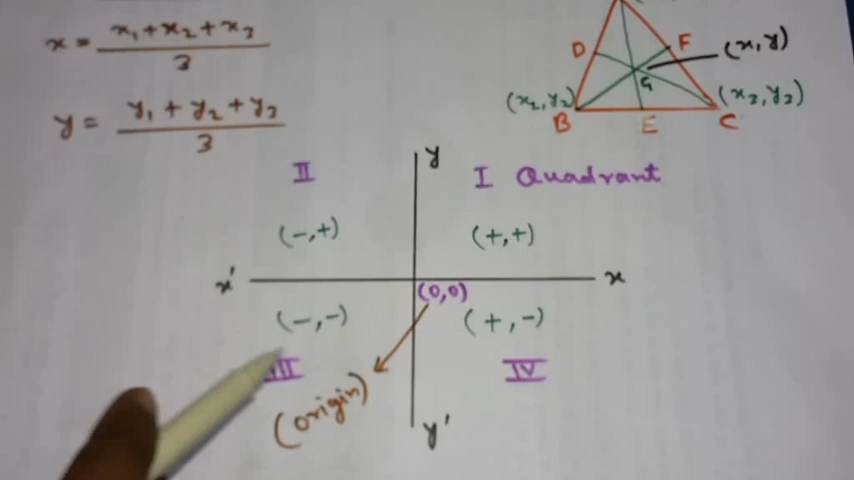 x = x₁+x₂+x₃ / 3
y = y₁+y₂+y₃ / 3
D F (x,y)
G
(x₂,y₂) (x₃,y₃)
B E C
y
II I Quadrant
(-,+) (+,+)
x' x
(0,0)
(-,-) (+,-)
III IV
(origin)
y'